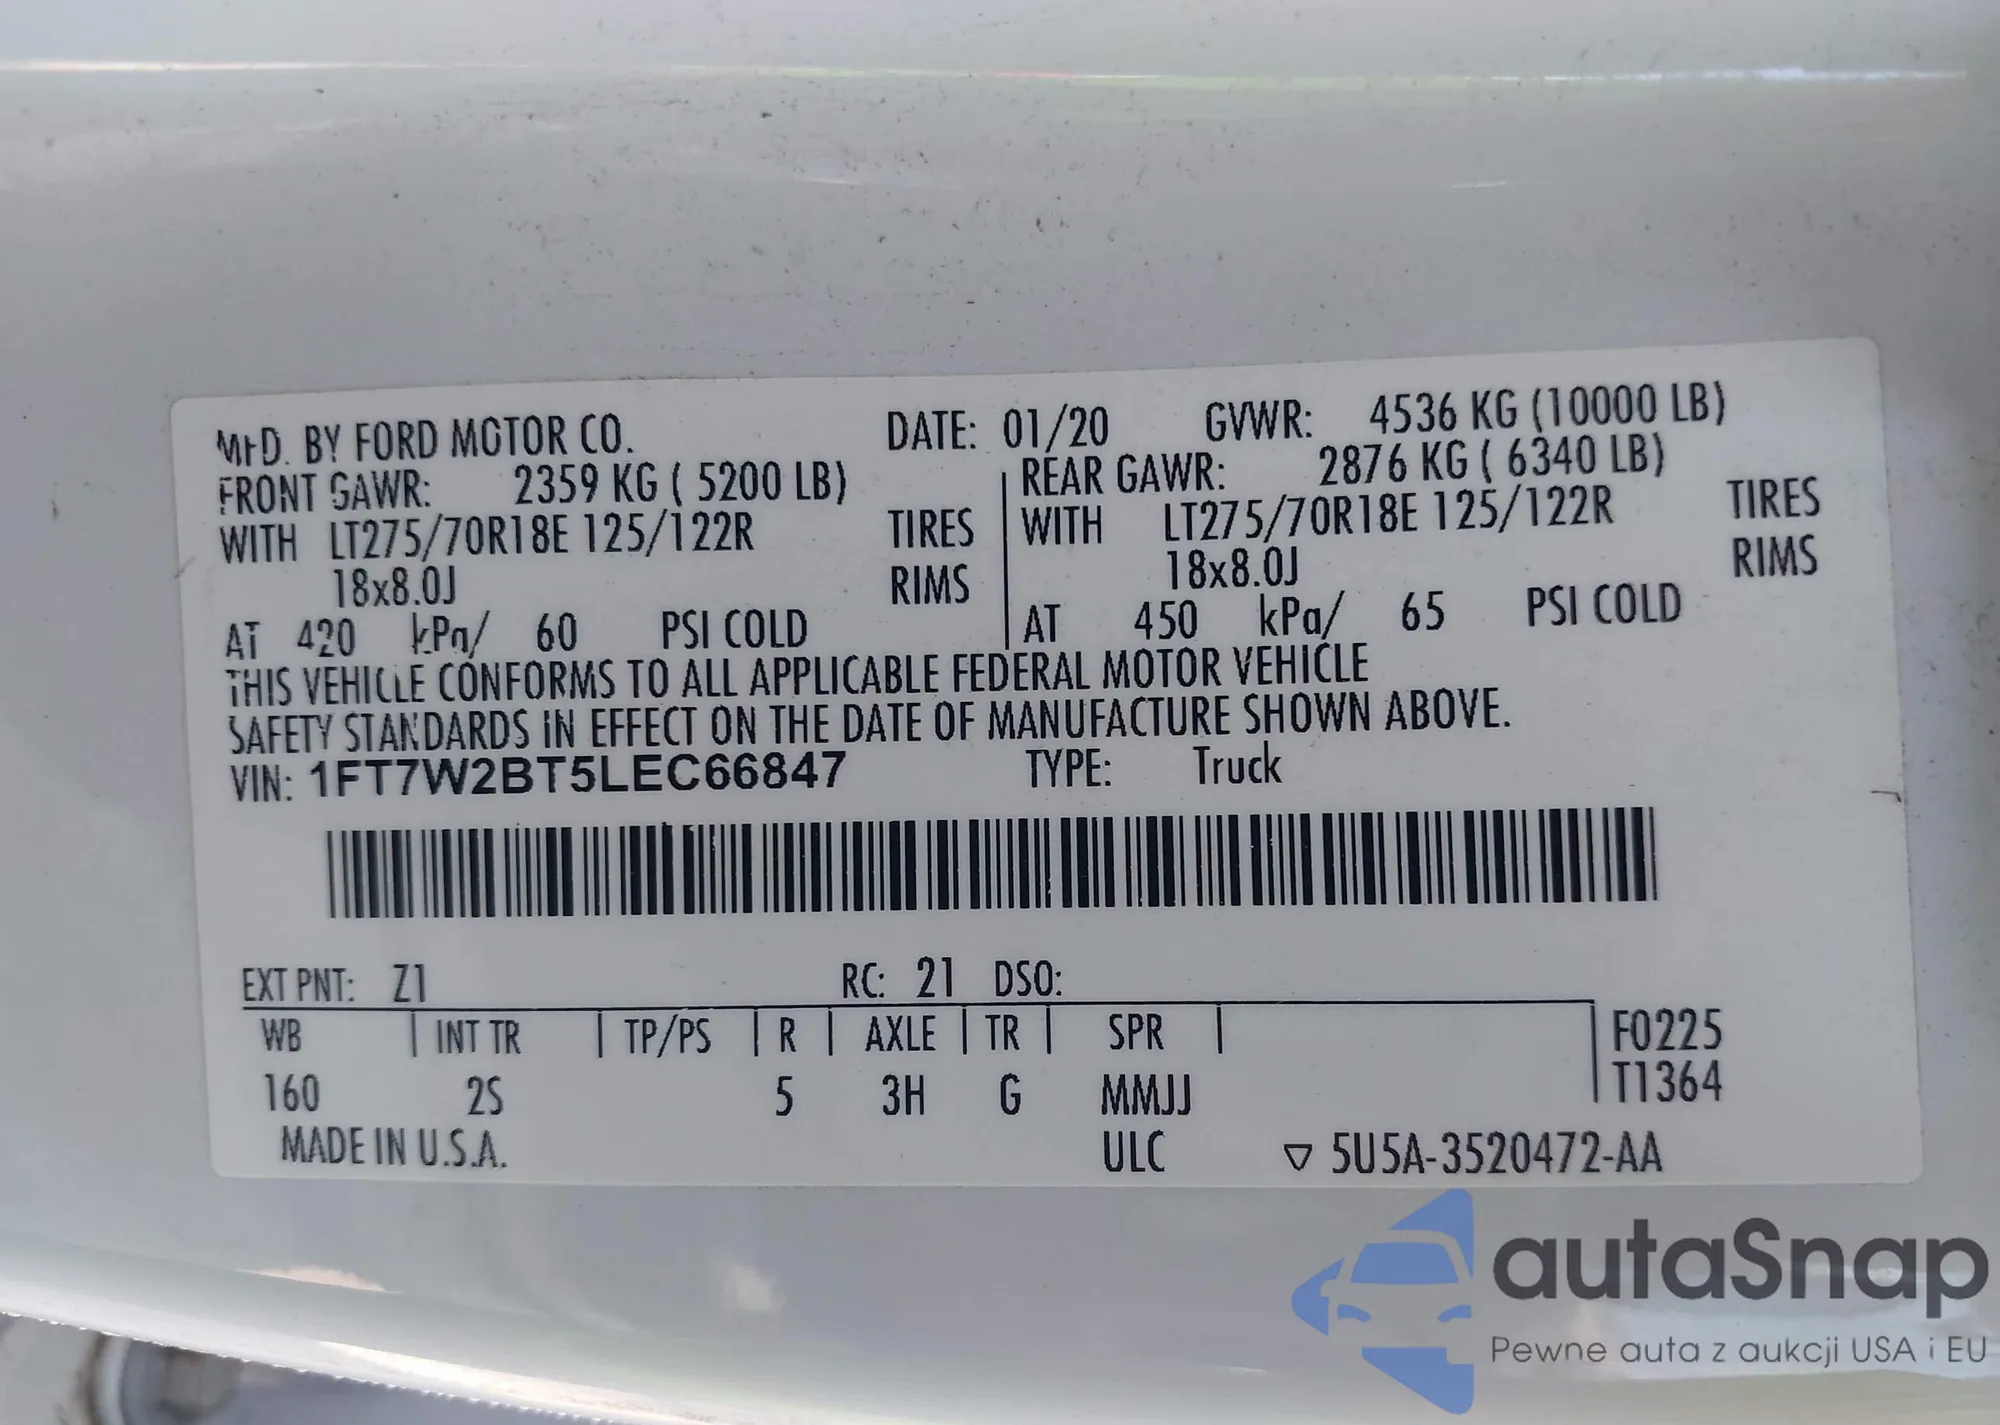 MFD. BY FORD MOTOR CO. DATE: 01/20 GVWR: 4536 KG (10000 LB)
FRONT GAWR: 2359 KG ( 5200 LB) REAR GAWR: 2876 KG ( 6340 LB)
WITH LT275/70R18E 125/122R TIRES WITH LT275/70R18E 125/122R TIRES
18x8.0J RIMS 18x8.0J RIMS
AT 420 kPa/ 60 PSI COLD AT 450 kPa/ 65 PSI COLD
THIS VEHICLE CONFORMS TO ALL APPLICABLE FEDERAL MOTOR VEHICLE
SAFETY STANDARDS IN EFFECT ON THE DATE OF MANUFACTURE SHOWN ABOVE.
VIN: 1FT7W2BT5LEC66847 TYPE: Truck
EXT PNT: Z1 RC: 21 DSO:
WB INT TR TP/PS R AXLE TR SPR F0225
160 2S 5 3H G MMJJ T1364
MADE IN U.S.A. ULC ▽ 5U5A-3520472-AA
autaSnap
Pewne auta z aukcji USA i EU